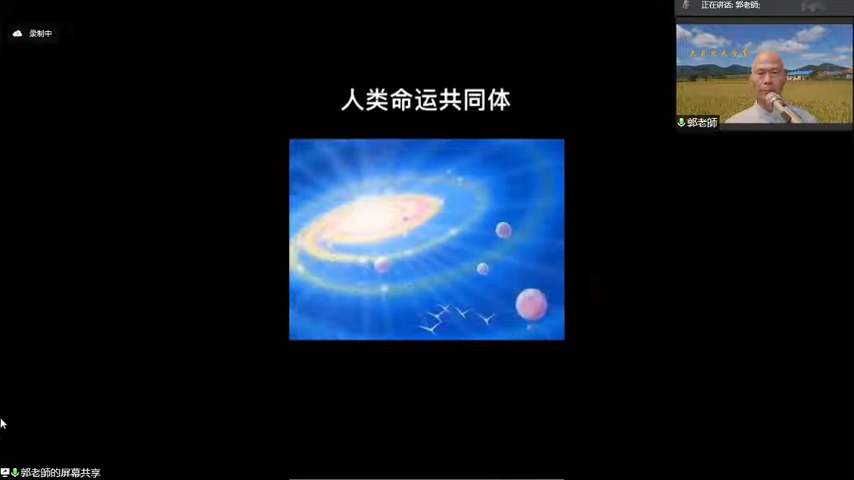 正在讲话: 郭老師;
录制中
人类命运共同体
郭老師
郭老師的屏幕共享